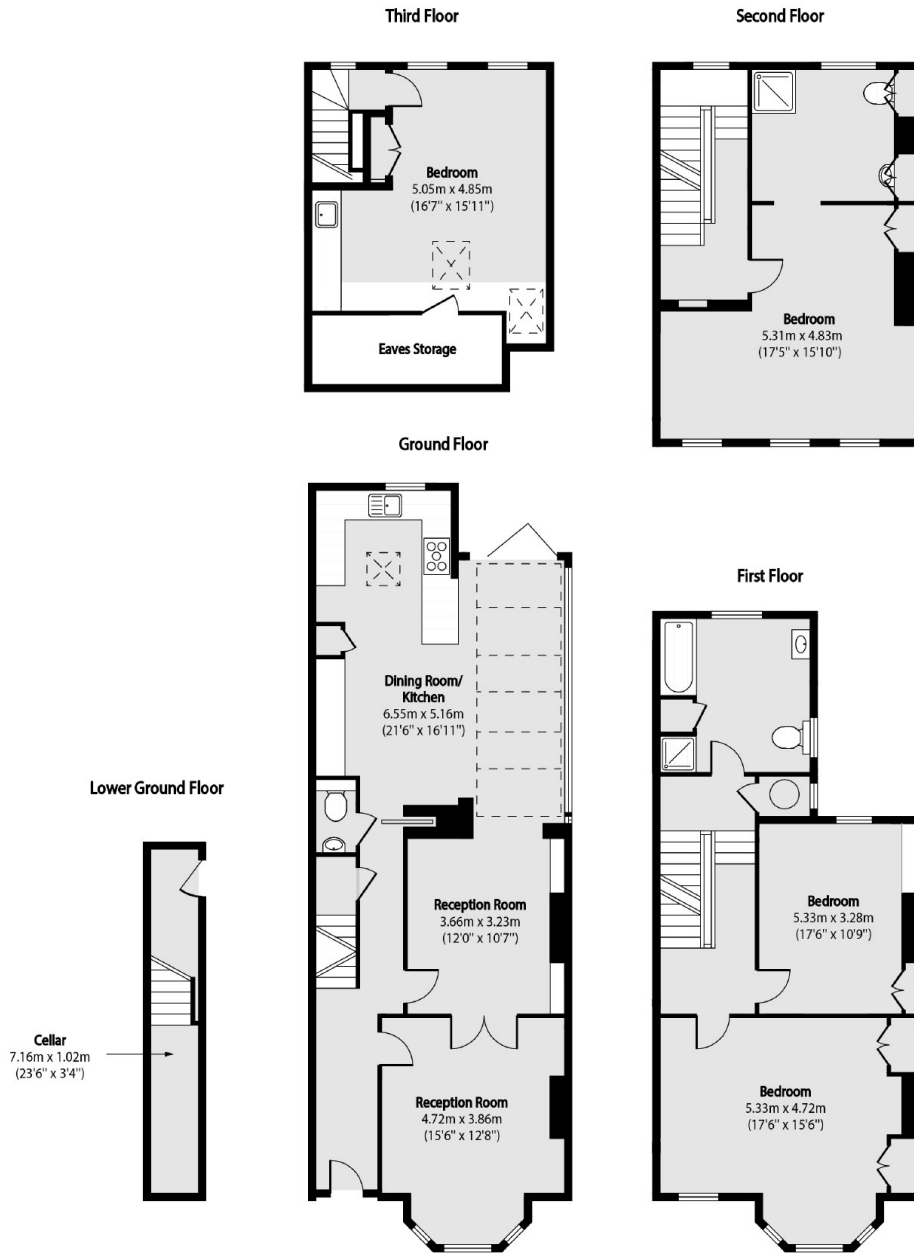 Third Floor
Bedroom
5.05m x 4.85m
(16'7" x 15'11")
Eaves Storage
Second Floor
Bedroom
5.31m x 4.83m
(17'5" x 15'10")
Ground Floor
Dining Room/
Kitchen
6.55m x 5.16m
(21'6" x 16'11")
Reception Room
3.66m x 3.23m
(12'0" x 10'7")
Reception Room
4.72m x 3.86m
(15'6" x 12'8")
First Floor
Bedroom
5.33m x 3.28m
(17'6" x 10'9")
Bedroom
5.33m x 4.72m
(17'6" x 15'6")
Lower Ground Floor
Cellar
7.16m x 1.02m
(23'6" x 3'4")